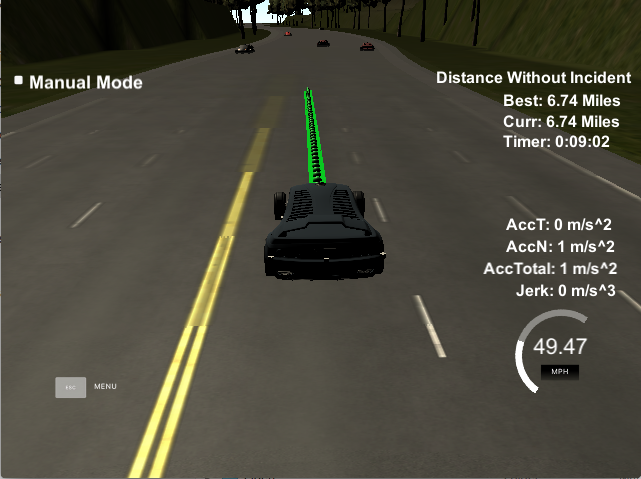 Manual Mode
Distance Without Incident
Best: 6.74 Miles
Curr: 6.74 Miles
Timer: 0:09:02
AccT: 0 m/s^2
AccN: 1 m/s^2
AccTotal: 1 m/s^2
Jerk: 0 m/s^3
49.47
MPH
ESC MENU